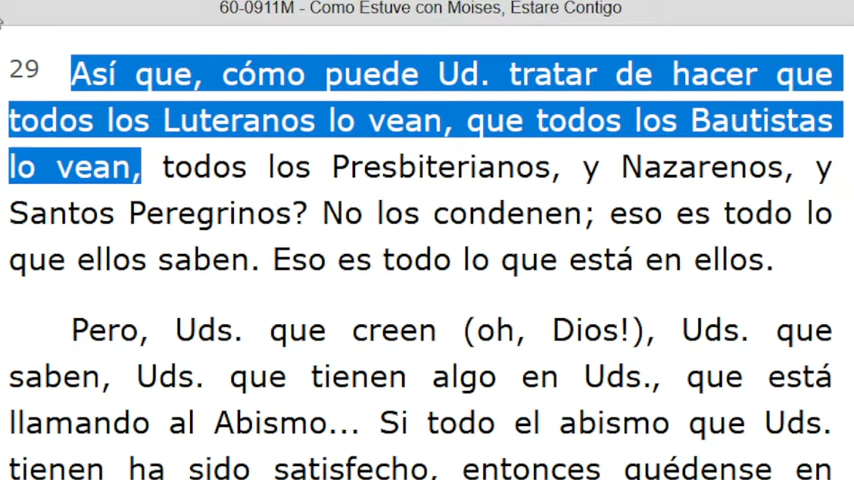 60-0911M - Como Estuve con Moises, Estare Contigo
29 Así que, cómo puede Ud. tratar de hacer que
todos los Luteranos lo vean, que todos los Bautistas
lo vean, todos los Presbiterianos, y Nazarenos, y
Santos Peregrinos? No los condenen; eso es todo lo
que ellos saben. Eso es todo lo que está en ellos.
Pero, Uds. que creen (oh, Dios!), Uds. que
saben, Uds. que tienen algo en Uds., que está
llamando al Abismo... Si todo el abismo que Uds.
tienen ha sido satisfecho, entonces quédense en